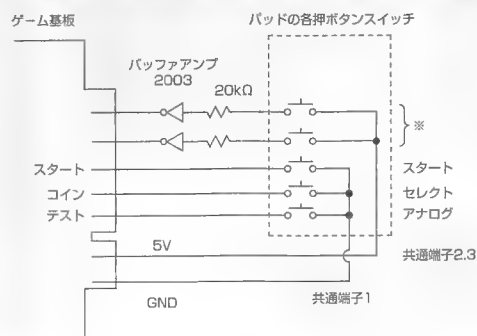 ゲーム基板
パッドの各押ボタンスイッチ
バッファアンプ
2003
20kΩ
※
スタート
スタート
コイン
セレクト
テスト
アナログ
5V
共通端子2.3
GND
共通端子1